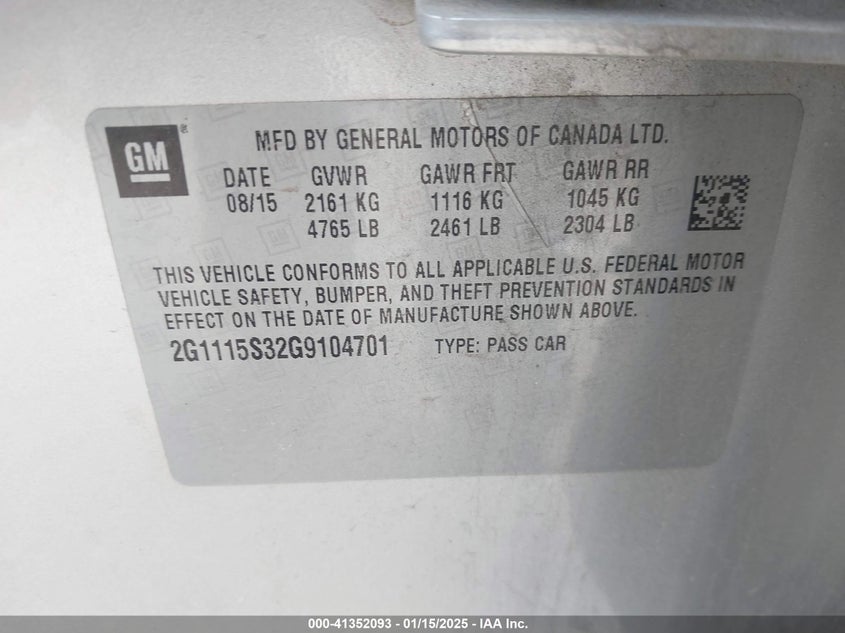 GM
MFD BY GENERAL MOTORS OF CANADA LTD.
DATE GVWR GAWR FRT GAWR RR
08/15 2161 KG 1116 KG 1045 KG
4765 LB 2461 LB 2304 LB
THIS VEHICLE CONFORMS TO ALL APPLICABLE U.S. FEDERAL MOTOR
VEHICLE SAFETY, BUMPER, AND THEFT PREVENTION STANDARDS IN
EFFECT ON THE DATE OF MANUFACTURE SHOWN ABOVE.
2G1115S32G9104701 TYPE: PASS CAR
000-41352093 - 01/15/2025 - IAA Inc.